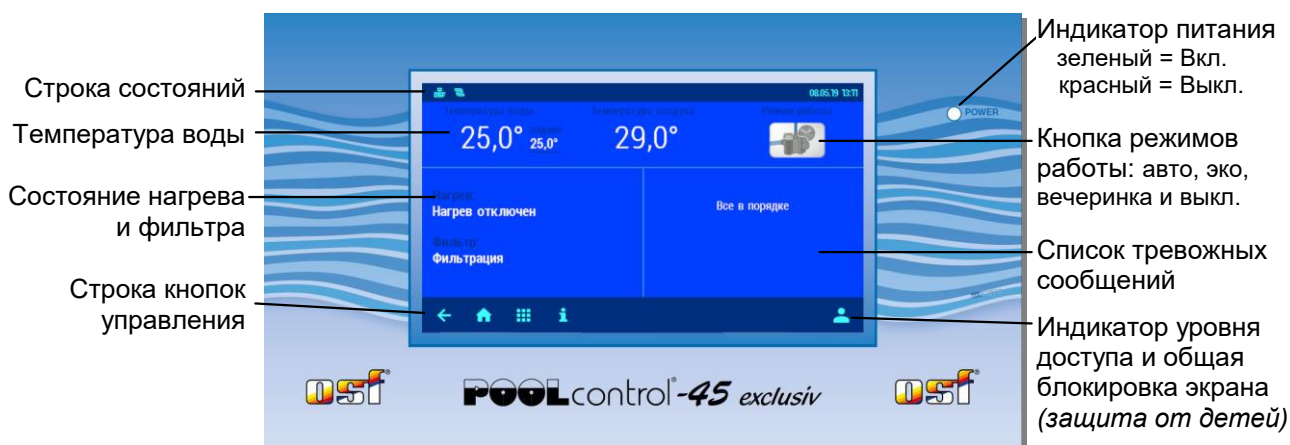 Строка состояний
Температура воды
Состояние нагрева
и фильтра
Строка кнопок
управления
08.05.19 13:11
Температура воды
Температура воздуха
Режим работы
25,0°
25,0°
29,0°
Нагрев:
Нагрев отключен
Фильтр:
Фильтрация
Все в порядке
POWER
osf
POOLcontrol-45 exclusiv
osf
Индикатор питания
зеленый = Вкл.
красный = Выкл.
Кнопка режимов
работы: авто, эко,
вечеринка и выкл.
Список тревожных
сообщений
Индикатор уровня
доступа и общая
блокировка экрана
(защита от детей)